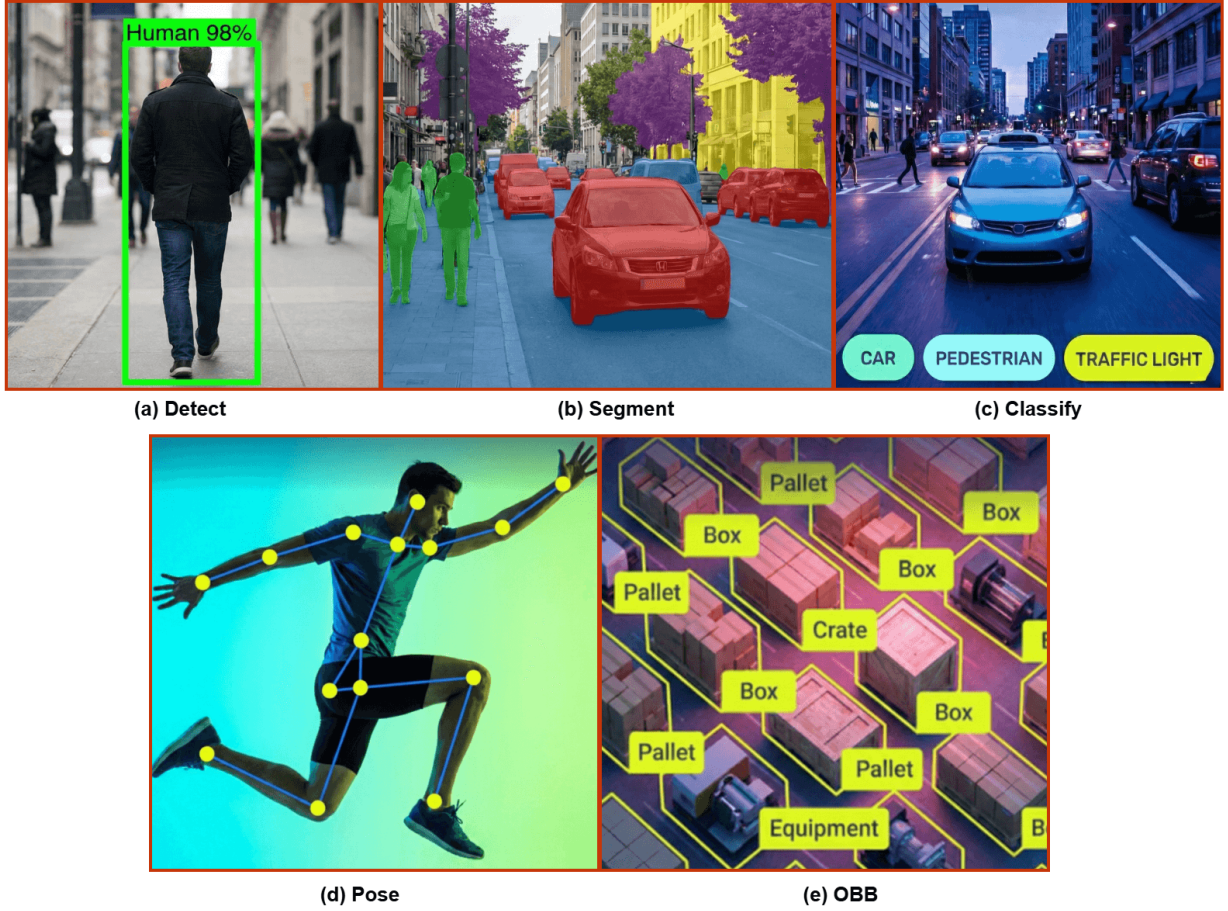 Human 98%
CAR
PEDESTRIAN
TRAFFIC LIGHT
(a) Detect
(b) Segment
(c) Classify
Pallet
Box
Box
Box
Pallet
Crate
Box
Box
Pallet
Pallet
Equipment
(d) Pose
(e) OBB